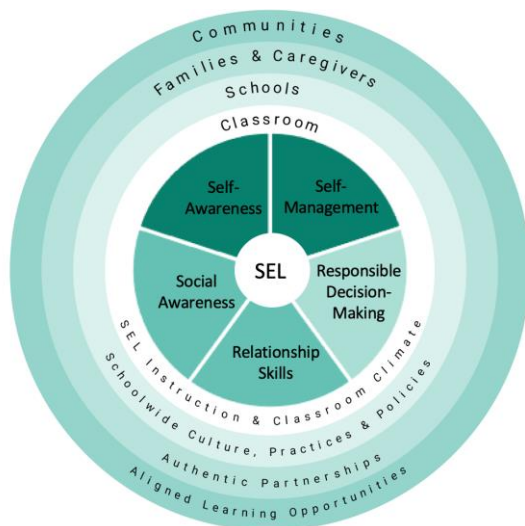 Communities
Families & Caregivers
Schools
Classroom
Self-
Awareness
Self-
Management
Social
Awareness
SEL
Responsible
Decision-
Making
Relationship
Skills
SEL Instruction & Classroom Climate
Schoolwide Culture, Practices & Policies
Authentic Partnerships
Aligned Learning Opportunities